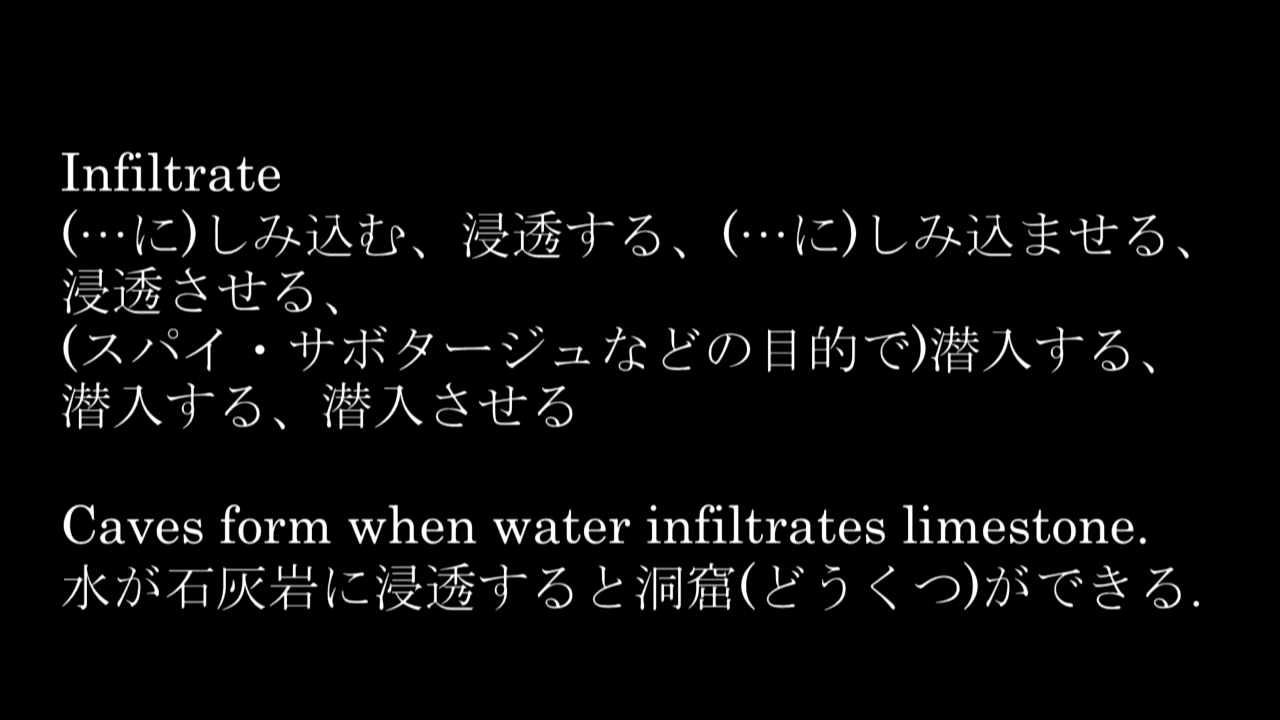 Infiltrate
(…に)しみ込む、浸透する、(…に)しみ込ませる、
浸透させる、
(スパイ・サボタージュなどの目的で)潜入する、
潜入する、潜入させる
Caves form when water infiltrates limestone.
水が石灰岩に浸透すると洞窟(どうくつ)ができる.